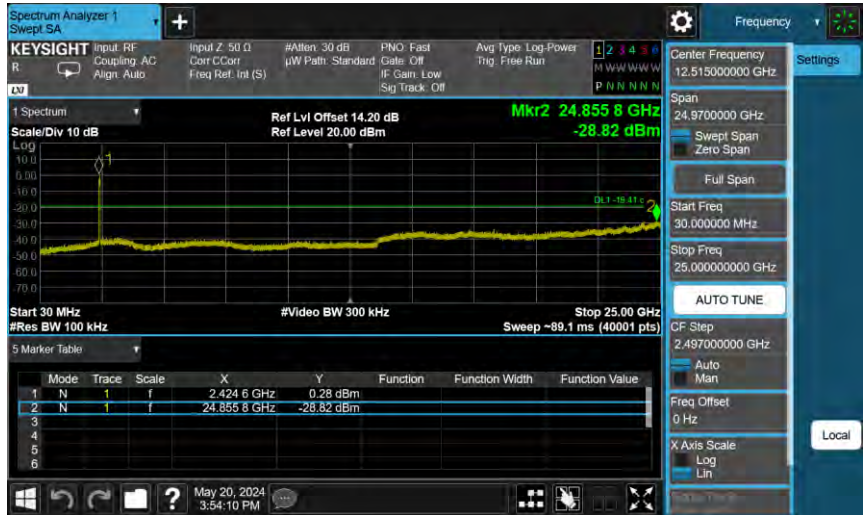 Spectrum Analyzer 1
Swept SA
+
Frequency
KEYSIGHT
R
LXI
Input: RF
Coupling: AC
Align: Auto
Input Z: 50 Ω
Corr CCorr
Freq Ref: Int (S)
#Atten: 30 dB
µW Path: Standard
PNO: Fast
Gate: Off
IF Gain: Low
Sig Track: Off
Avg Type: Log-Power
Trig: Free Run
1 2 3 4 5 6
M W W W W W
P N N N N N
1 Spectrum
Scale/Div 10 dB
Ref Lvl Offset 14.20 dB
Ref Level 20.00 dBm
Mkr2 24.855 8 GHz
-28.82 dBm
Log
10.0
0.00
-10.0
-20.0
-30.0
-40.0
-50.0
-60.0
-70.0
1
2
Start 30 MHz
#Res BW 100 kHz
#Video BW 300 kHz
Stop 25.00 GHz
Sweep ~89.1 ms (40001 pts)
5 Marker Table
Mode Trace Scale X Y Function Function Width Function Value
1 N 1 f 2.424 6 GHz 0.28 dBm
2 N 1 f 24.855 8 GHz -28.82 dBm
3
4
5
6
Center Frequency
12.515000000 GHz
Span
24.9700000 GHz
Swept Span
Zero Span
Full Span
Start Freq
30.000000 MHz
Stop Freq
25.000000000 GHz
AUTO TUNE
CF Step
2.497000000 GHz
Auto
Man
Freq Offset
0 Hz
X Axis Scale
Log
Lin
Settings
Local
?
May 20, 2024
3:54:10 PM